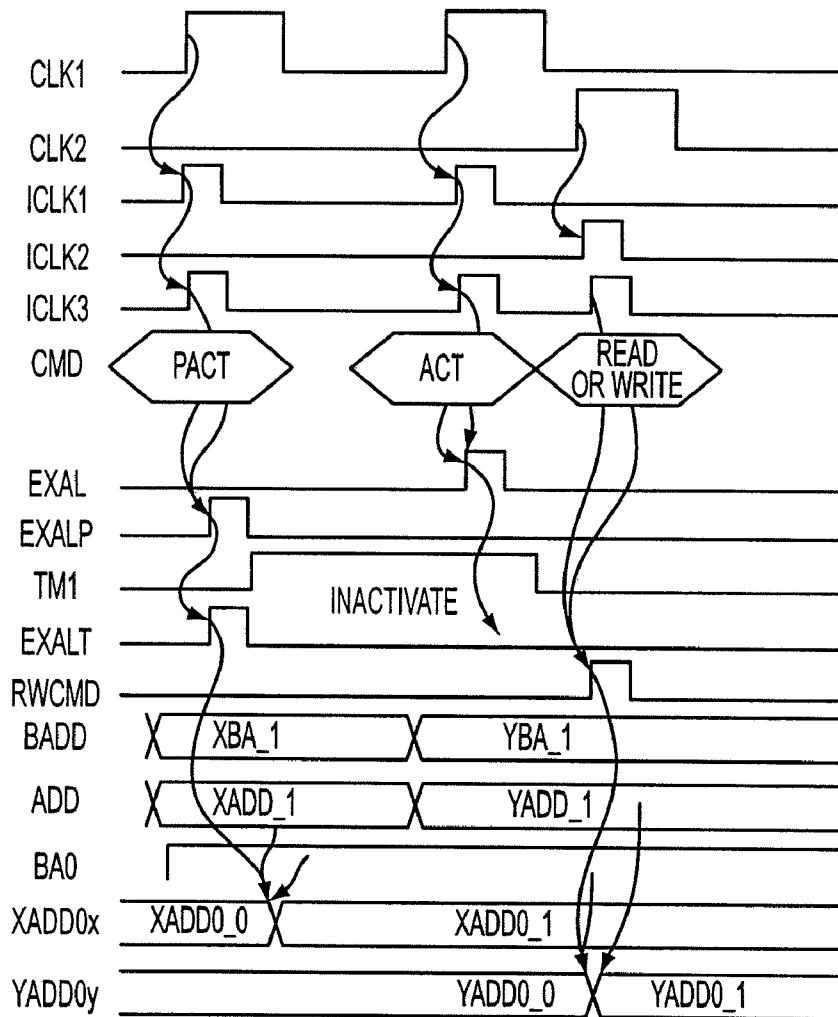 CLK1
CLK2
ICLK1
ICLK2
ICLK3
CMD PACT ACT READ
OR WRITE
EXAL
EXALP
TM1 INACTIVATE
EXALT
RWCMD
BADD XBA_1 YBA_1
ADD XADD_1 YADD_1
BA0
XADD0x XADD0_0 XADD0_1
YADD0y YADD0_0 YADD0_1